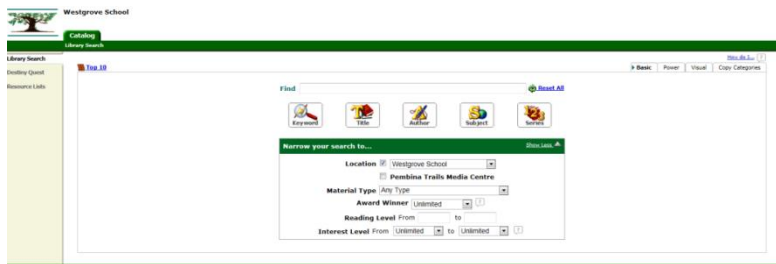 Westgrove School
Catalog
Library Search
Library Search
How do I...
?
Destiny Quest
Resource Lists
Top 10
Basic Power Visual Copy Categories
Find
Reset All
Keyword Title Author Subject Series
Narrow your search to...
Show Less
Location Westgrove School
Pembina Trails Media Centre
Material Type Any Type
Award Winner Unlimited ?
Reading Level From to
Interest Level From Unlimited to Unlimited ?